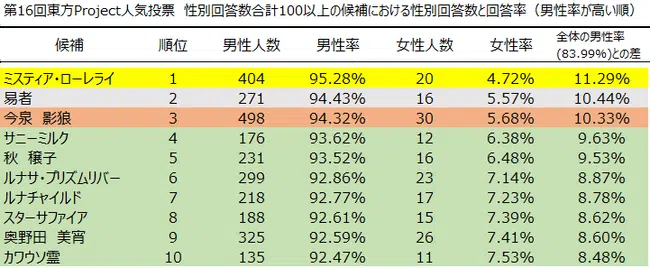 第16回東方Project人気投票 性別回答数合計100以上の候補における性別回答数と回答率（男性率が高い順）
候補 順位 男性人数 男性率 女性人数 女性率 全体の男性率
(83.99%)との差
ミスティア・ローレライ 1 404 95.28% 20 4.72% 11.29%
易者 2 271 94.43% 16 5.57% 10.44%
今泉 影狼 3 498 94.32% 30 5.68% 10.33%
サニーミルク 4 176 93.62% 12 6.38% 9.63%
秋 穣子 5 231 93.52% 16 6.48% 9.53%
ルナサ・プリズムリバー 6 299 92.86% 23 7.14% 8.87%
ルナチャイルド 7 218 92.77% 17 7.23% 8.78%
スターサファイア 8 188 92.61% 15 7.39% 8.62%
奥野田 美宵 9 325 92.59% 26 7.41% 8.60%
カワウソ霊 10 135 92.47% 11 7.53% 8.48%